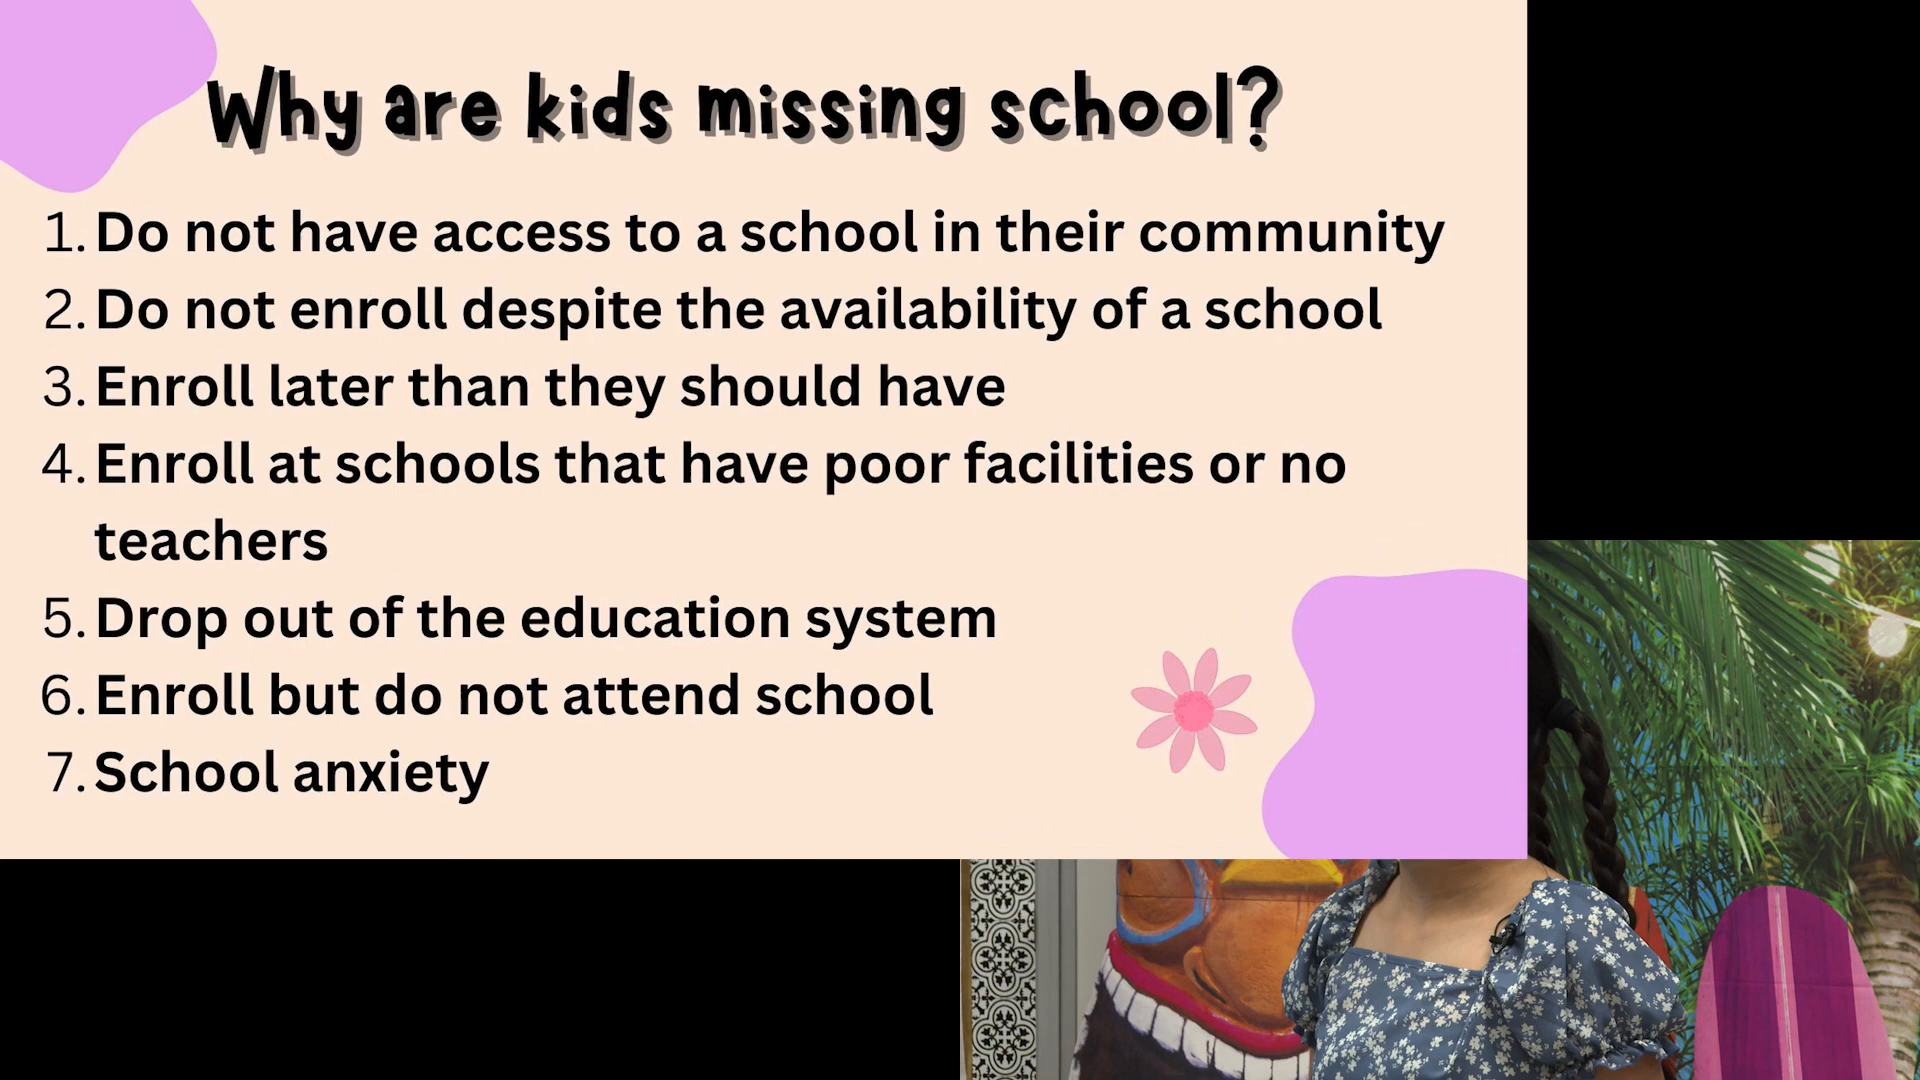 Why are kids missing school?
1. Do not have access to a school in their community
2. Do not enroll despite the availability of a school
3. Enroll later than they should have
4. Enroll at schools that have poor facilities or no
teachers
5. Drop out of the education system
6. Enroll but do not attend school
7. School anxiety